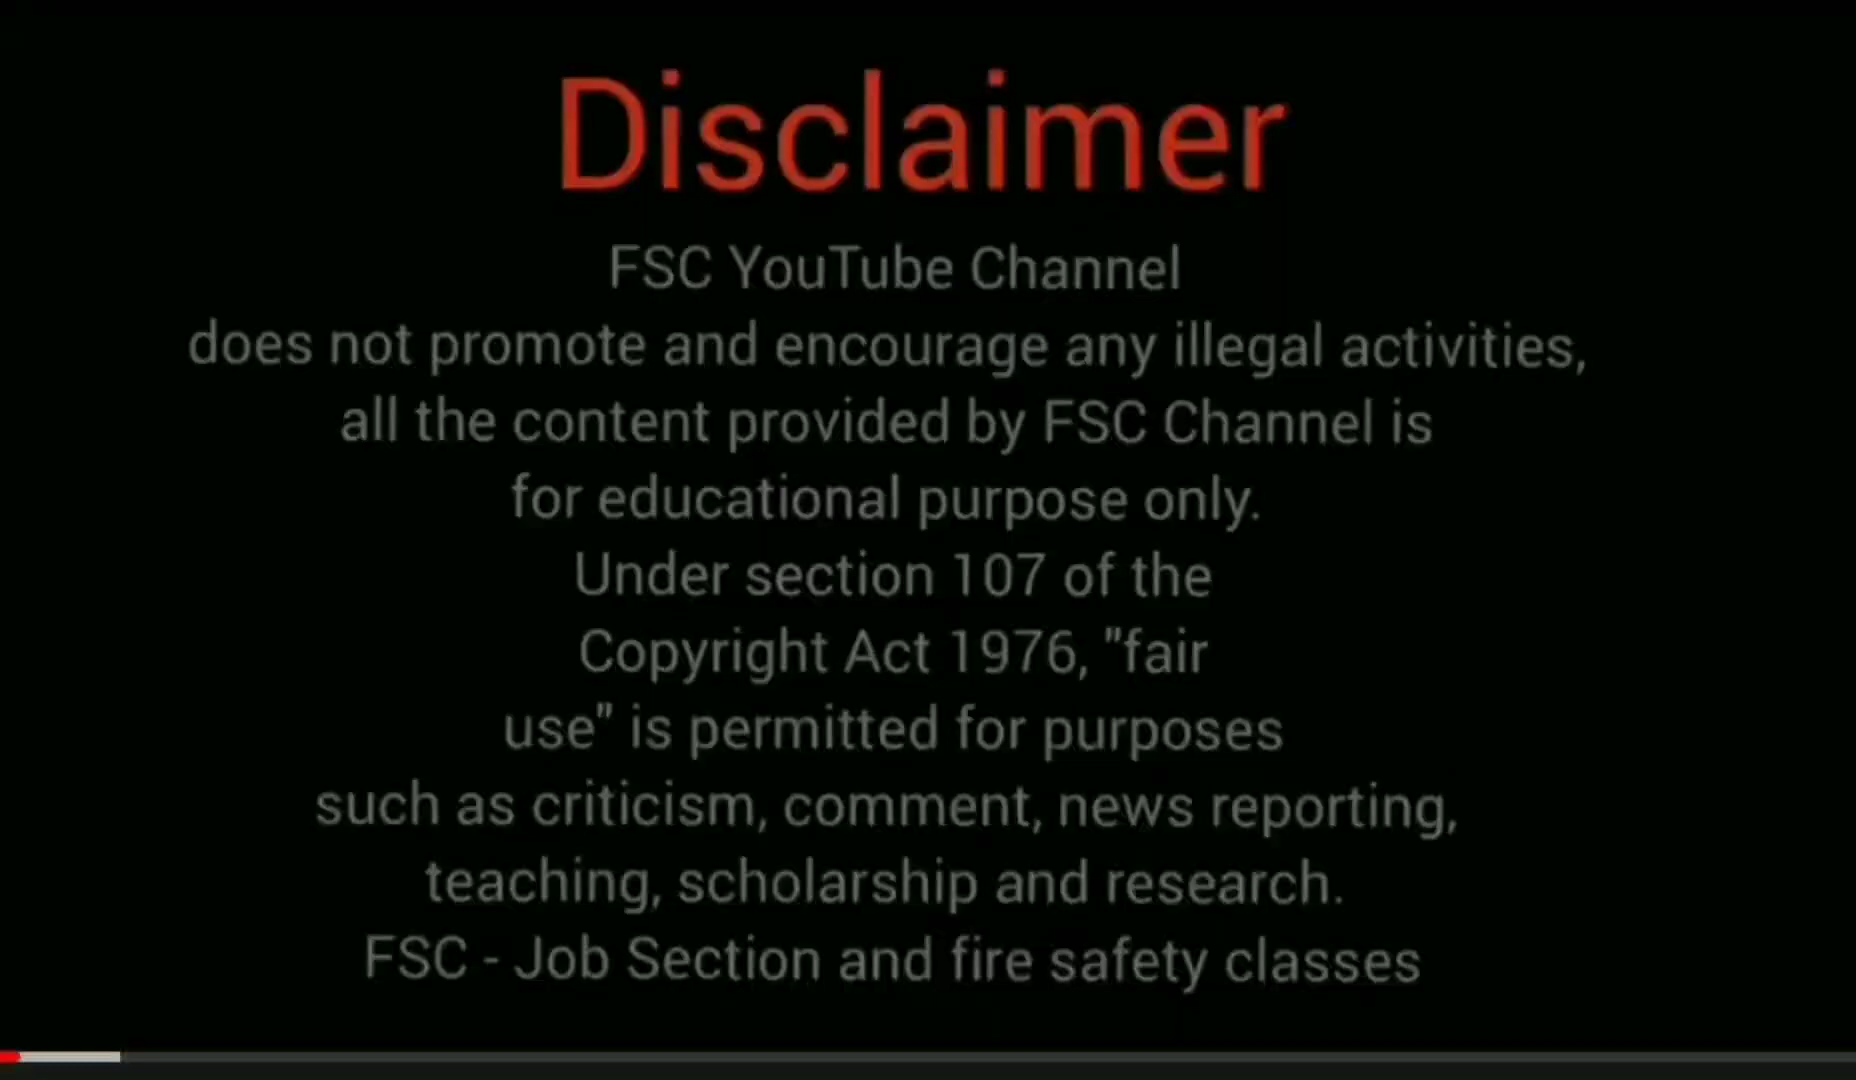 Disclaimer
FSC YouTube Channel
does not promote and encourage any illegal activities,
all the content provided by FSC Channel is
for educational purpose only.
Under section 107 of the
Copyright Act 1976, "fair
use" is permitted for purposes
such as criticism, comment, news reporting,
teaching, scholarship and research.
FSC - Job Section and fire safety classes